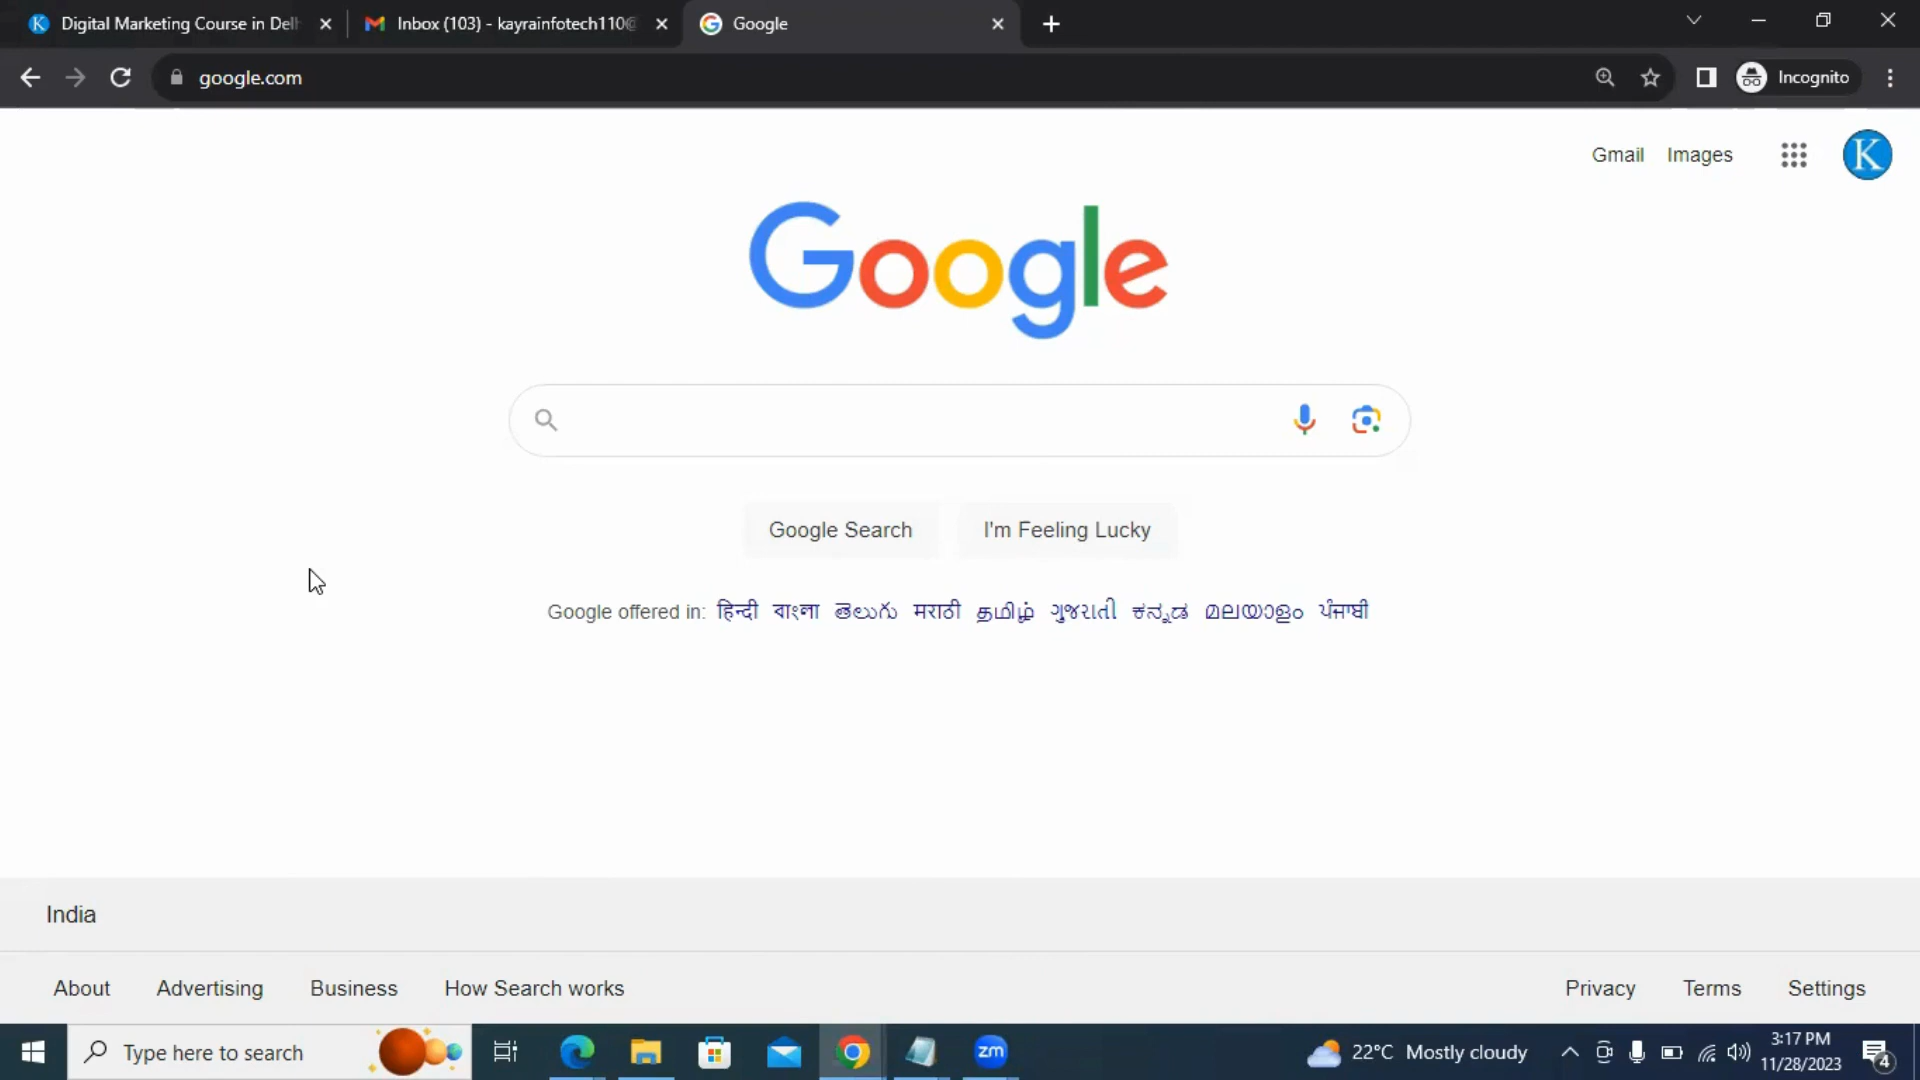 Digital Marketing Course in Delh
Inbox (103) - kayrainfotech110@
Google
google.com
Incognito
Gmail Images
K
Google
Google Search I'm Feeling Lucky
Google offered in: हिन्दी বাংলা తెలుగు मराठी தமிழ் ગુજરાતી ಕನ್ನಡ മലയാളം ਪੰਜਾਬੀ
India
About Advertising Business How Search works Privacy Terms Settings
Type here to search
zm
22°C Mostly cloudy
3:17 PM
11/28/2023
4